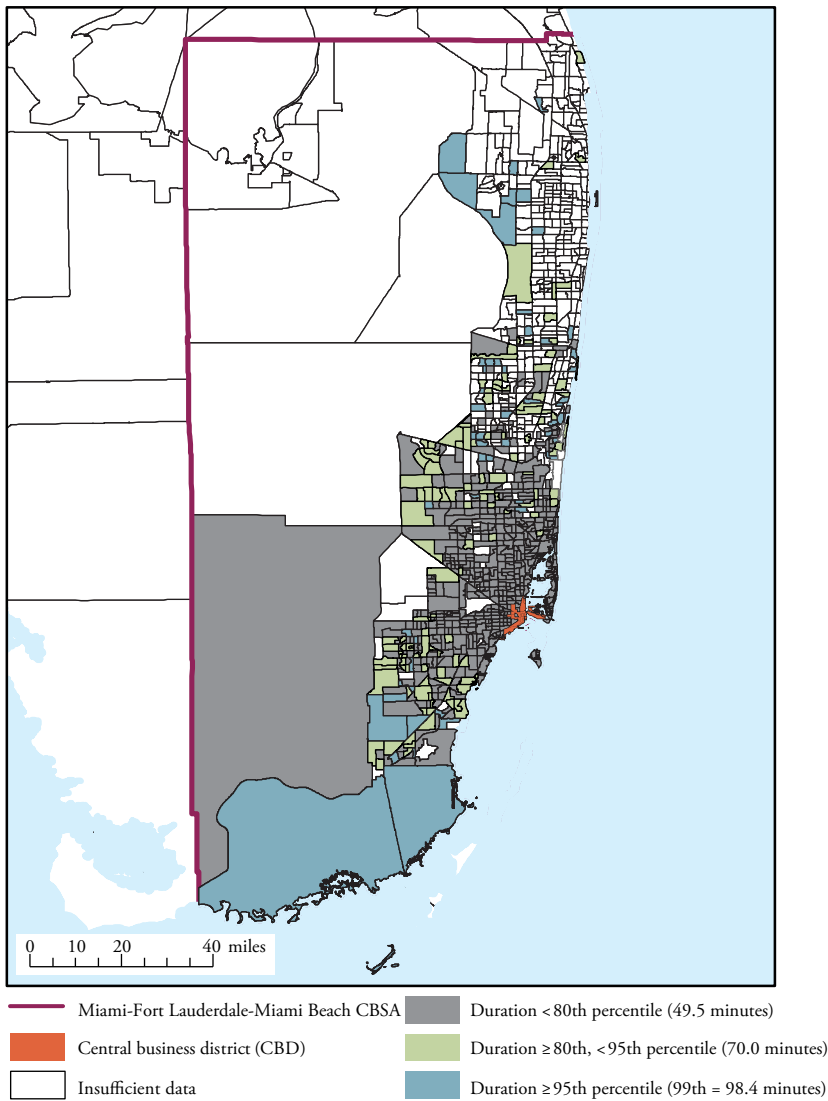 0 10 20 40 miles
Miami-Fort Lauderdale-Miami Beach CBSA
Central business district (CBD)
Insufficient data
Duration <80th percentile (49.5 minutes)
Duration ≥80th, <95th percentile (70.0 minutes)
Duration ≥95th percentile (99th = 98.4 minutes)